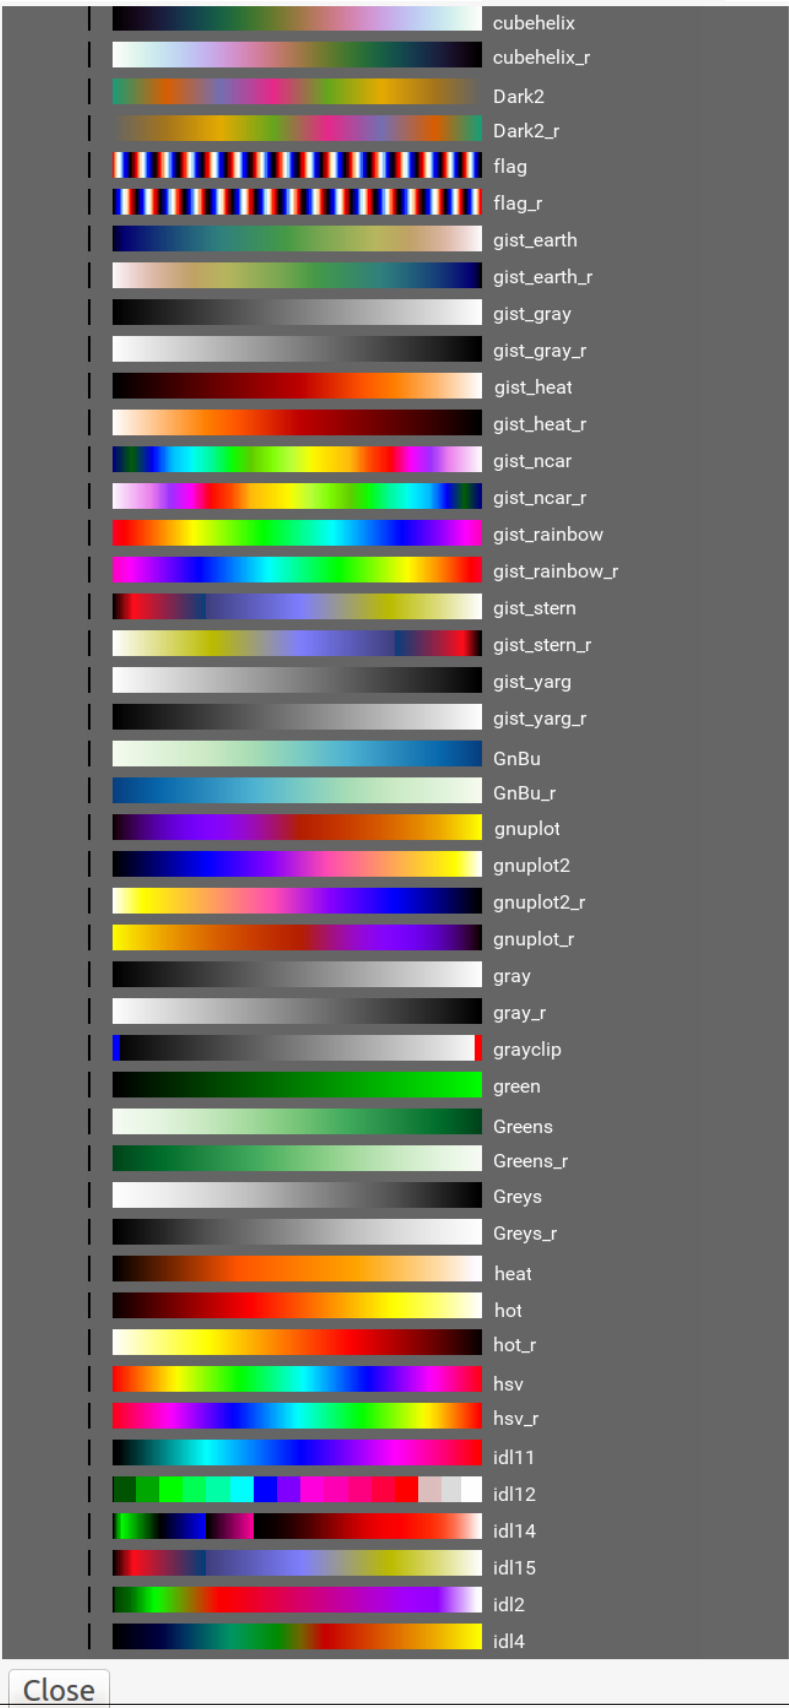 cubehelix
cubehelix_r
Dark2
Dark2_r
flag
flag_r
gist_earth
gist_earth_r
gist_gray
gist_gray_r
gist_heat
gist_heat_r
gist_ncar
gist_ncar_r
gist_rainbow
gist_rainbow_r
gist_stern
gist_stern_r
gist_yarg
gist_yarg_r
GnBu
GnBu_r
gnuplot
gnuplot2
gnuplot2_r
gnuplot_r
gray
gray_r
grayclip
green
Greens
Greens_r
Greys
Greys_r
heat
hot
hot_r
hsv
hsv_r
idl11
idl12
idl14
idl15
idl2
idl4
Close